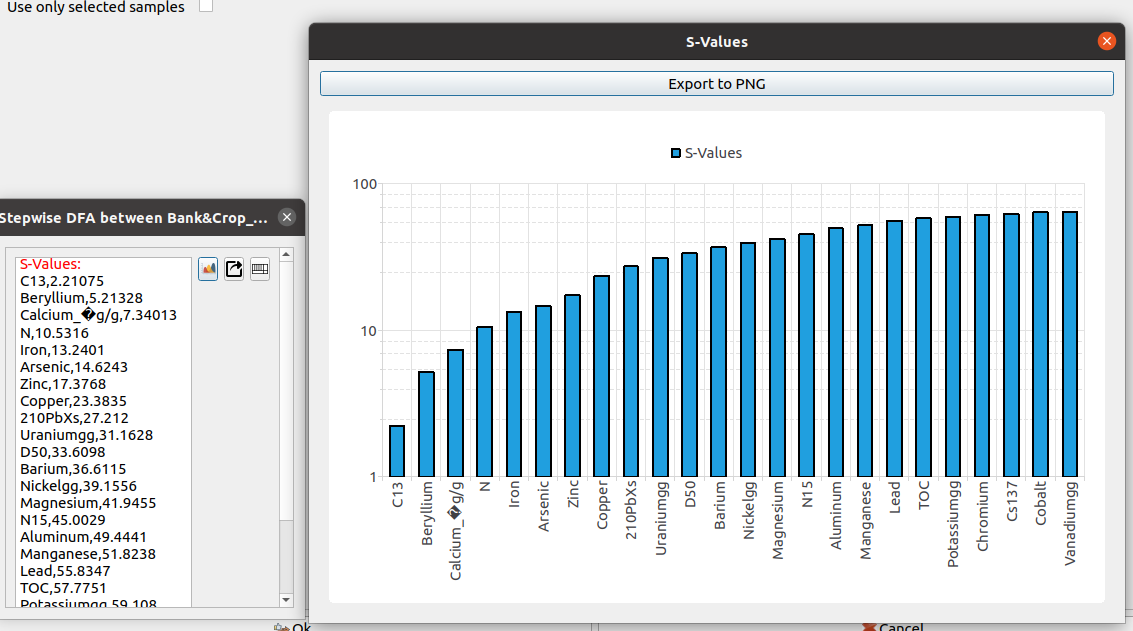 Use only selected samples
S-Values
Export to PNG
S-Values
100
10
1
C13
Beryllium
Calcium_�g/g
N
Iron
Arsenic
Zinc
Copper
210PbXs
Uraniumgg
D50
Barium
Nickelgg
Magnesium
N15
Aluminum
Manganese
Lead
TOC
Potassiumgg
Chromium
Cs137
Cobalt
Vanadiumgg
Stepwise DFA between Bank&Crop_...
S-Values:
C13,2.21075
Beryllium,5.21328
Calcium_�g/g,7.34013
N,10.5316
Iron,13.2401
Arsenic,14.6243
Zinc,17.3768
Copper,23.3835
210PbXs,27.212
Uraniumgg,31.1628
D50,33.6098
Barium,36.6115
Nickelgg,39.1556
Magnesium,41.9455
N15,45.0029
Aluminum,49.4441
Manganese,51.8238
Lead,55.8347
TOC,57.7751
Potassiumgg,59.108
Ok
Cancel